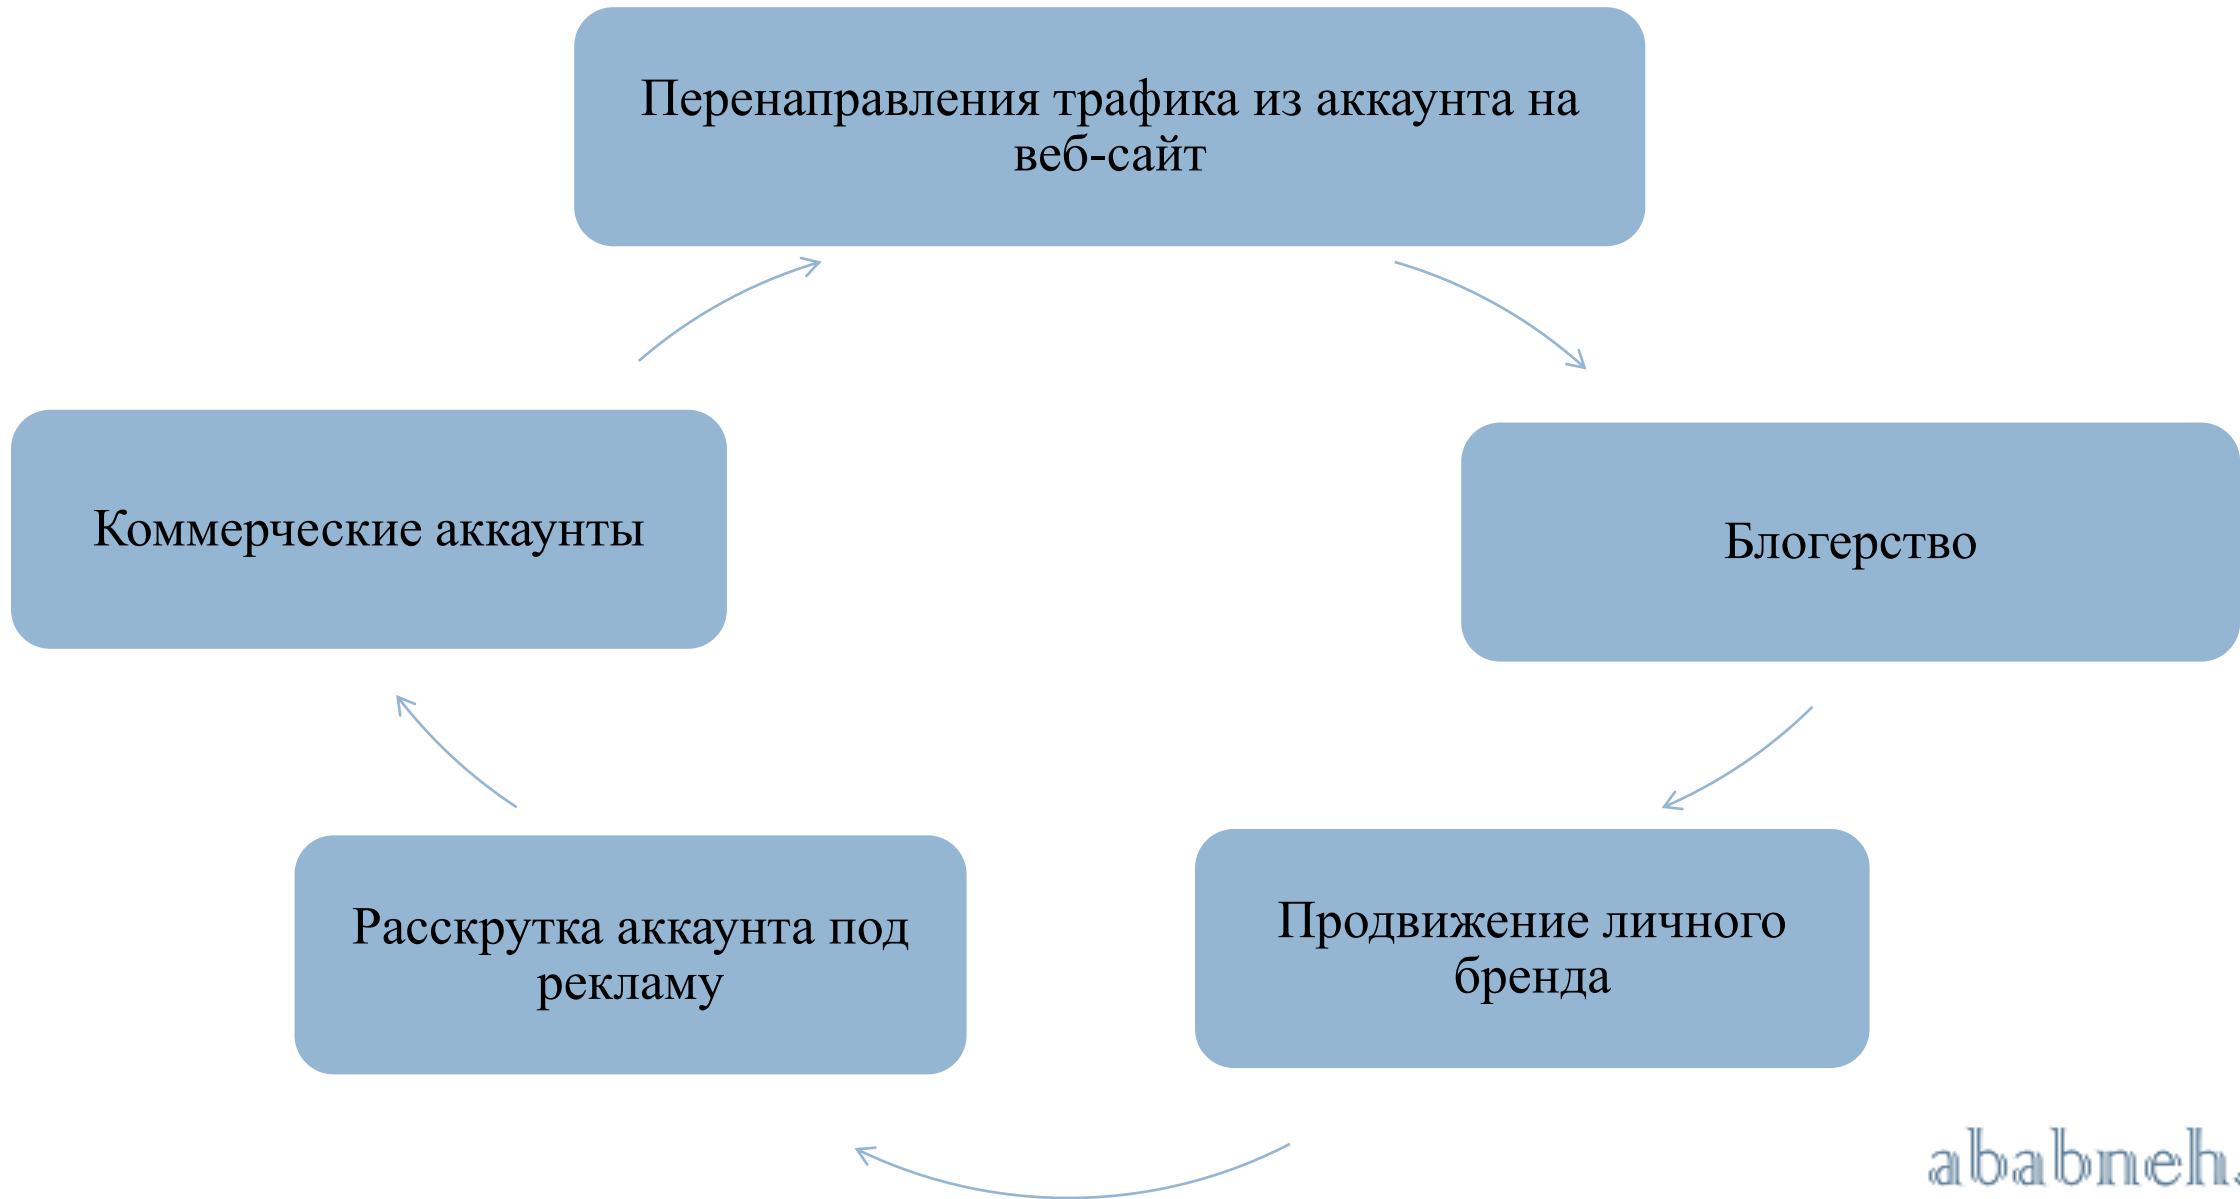 Перенаправления трафика из аккаунта на
веб-сайт
Коммерческие аккаунты
Блогерство
Расскрутка аккаунта под
рекламу
Продвижение личного
бренда
ababneh.